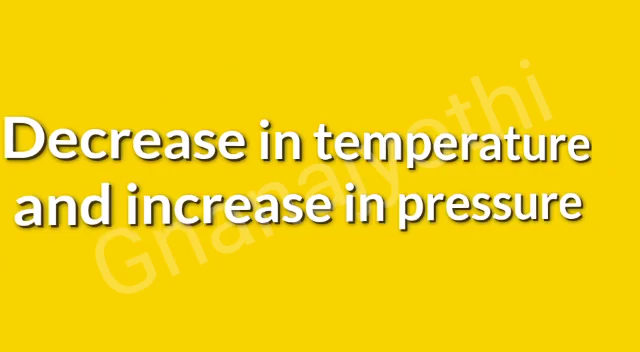 Decrease in temperature
and increase in pressure
Gnanajyothi